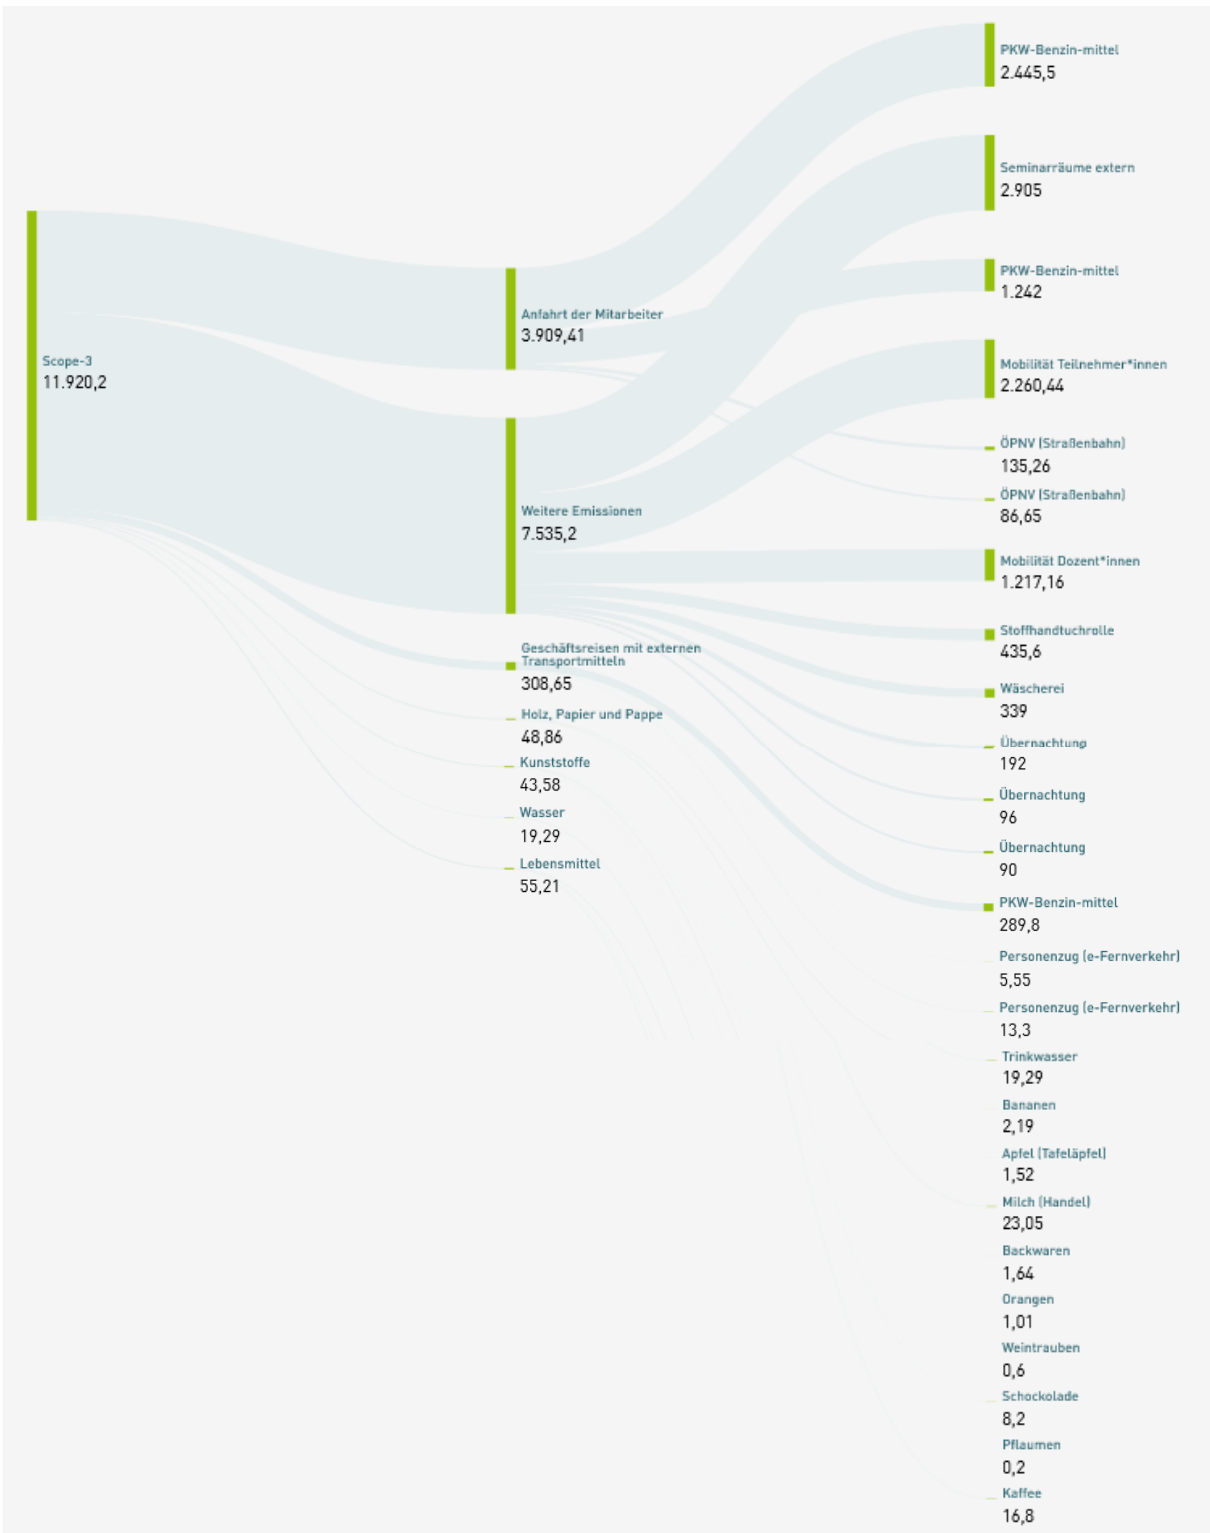 Scope-3
11.920,2
Anfahrt der Mitarbeiter
3.909,41
Weitere Emissionen
7.535,2
Geschäftsreisen mit externen
Transportmitteln
308,65
Holz, Papier und Pappe
48,86
Kunststoffe
43,58
Wasser
19,29
Lebensmittel
55,21
PKW-Benzin-mittel
2.445,5
Seminarräume extern
2.905
PKW-Benzin-mittel
1.242
Mobilität Teilnehmer*innen
2.260,44
ÖPNV (Straßenbahn)
135,26
ÖPNV (Straßenbahn)
86,65
Mobilität Dozent*innen
1.217,16
Stoffhandtuchrolle
435,6
Wäscherei
339
Übernachtung
192
Übernachtung
96
Übernachtung
90
PKW-Benzin-mittel
289,8
Personenzug (e-Fernverkehr)
5,55
Personenzug (e-Fernverkehr)
13,3
Trinkwasser
19,29
Bananen
2,19
Apfel (Tafeläpfel)
1,52
Milch (Handel)
23,05
Backwaren
1,64
Orangen
1,01
Weintrauben
0,6
Schockolade
8,2
Pflaumen
0,2
Kaffee
16,8